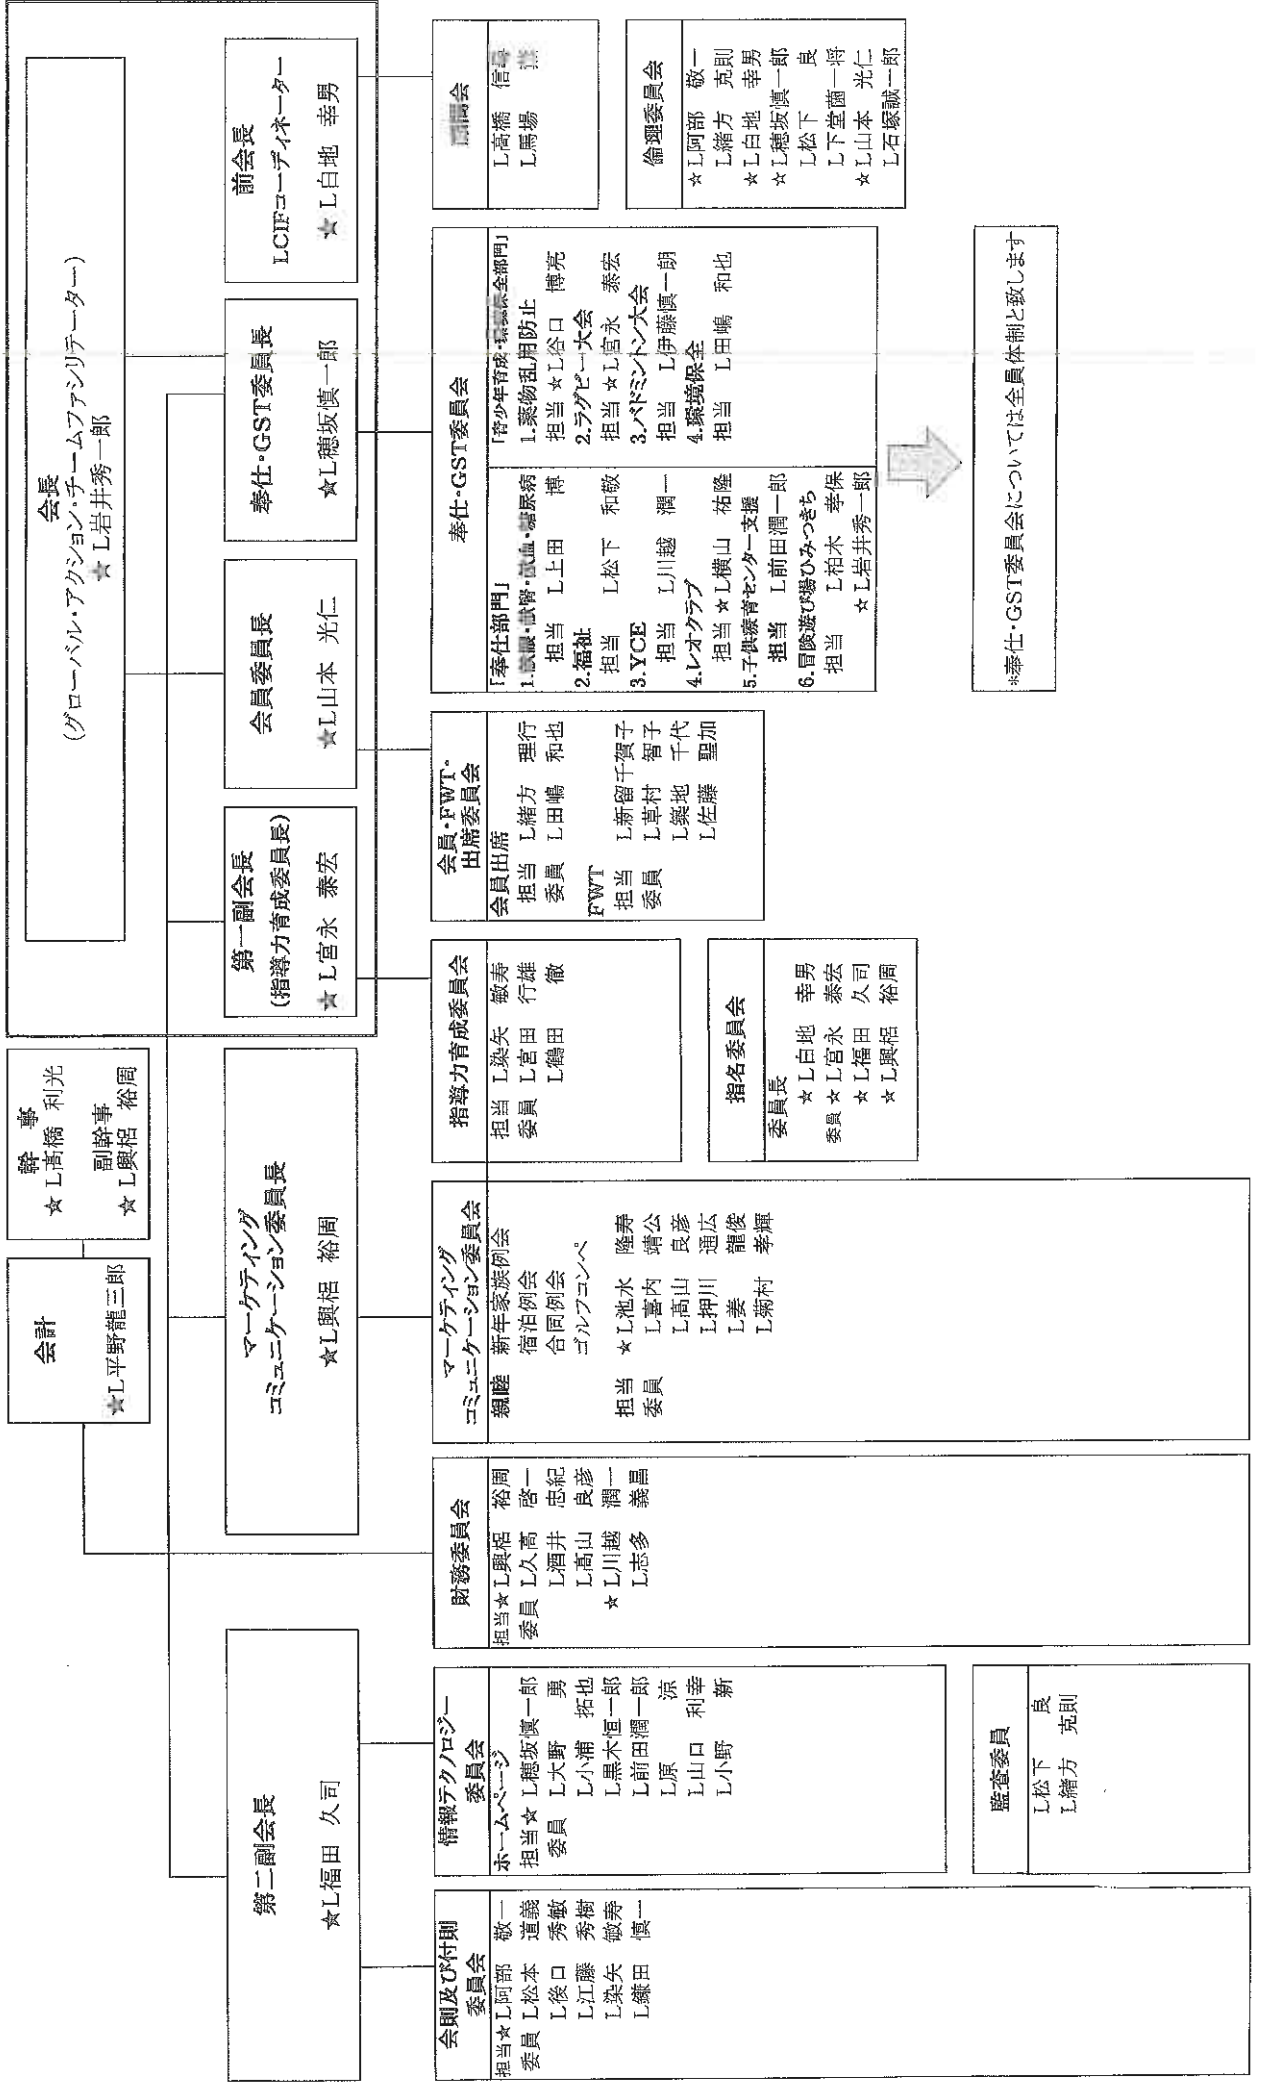 会長
(グローバル・アクション・チームファシリテーター)
★ L岩井秀一郎
幹　事
★ L髙橋 利光
副幹事
★ L興梠 裕周
会計
★L平野龍三郎
第二副会長
★L福田 久司
マーケティング
コミュニケーション委員長
★L興梠 裕周
第一副会長
(指導力育成委員長)
★ L宮永 泰宏
会員委員長
★L山本 光仁
奉仕・GST委員長
★L穂坂慎一郎
前会長
LCIFコーディネーター
★ L白地 幸男
会則及び付則
委員会
担当★L阿部 敬一
委員 L松本 道義
L後口 秀敏
L江藤 秀樹
L染矢 敏寿
L鎌田 慎一
情報テクノロジー
委員会
ホームページ
担当★ L穂坂慎一郎
委員 L大野 勇
L小浦 拓也
L黒木恒一郎
L前田潤一郎
L原 涼
L山口 利幸
L小野 新
監査委員
L松下 良
L緒方 克則
財務委員会
担当★L興梠 裕周
委員 L久高 啓一
L酒井 忠紀
L髙山 良彦
★ L川越 潤一
L志多 義昌
マーケティング
コミュニケーション委員会
親睦 新年家族例会
宿泊例会
合同例会
ゴルフコンペ
担当 ★L池水 隆寿
委員 L喜内 靖公
L髙山 良彦
L押川 通広
L姜 龍俊
L菊村 孝輝
指導力育成委員会
担当 L染矢 敏寿
委員 L宮田 行雄
L鶴田 徹
指名委員会
委員長
★ L白地 幸男
委員 ★ L宮永 泰宏
★ L福田 久司
★ L興梠 裕周
会員・FWT・
出席委員会
会員出席
担当 L緒方 理行
委員 L田嶋 和也
FWT
担当 L新留千賀子
委員 L草村 智子
L築地 千代
L佐藤 聖加
奉仕・GST委員会
「奉仕部門」
1.献眼・献腎・献血・糖尿病
担当 L上田 博
2.福祉
担当 L松下 和敬
3.YCE
担当 L川越 潤一
4.レオクラブ
担当 ★L横山 祐隆
5.子供療育センター支援
担当 L前田潤一郎
6.冒険遊び場ひみつきち
担当 L柏木 孝保
★L岩井秀一郎
「青少年育成・環境保全部門」
1.薬物乱用防止
担当 ★L谷口 博亮
2.ラグビー大会
担当 ★L宮永 泰宏
3.バドミントン大会
担当 L伊藤慎一朗
4.環境保全
担当 L田嶋 和也
※奉仕・GST委員会については全員体制と致します
問会
L髙橋 信
L馬場
倫理委員会
★ L阿部 敬一
L緒方 克則
★ L白地 幸男
★ L穂坂慎一郎
L松下 良
L下堂薗一将
★ L山本 光仁
L石塚誠一郎